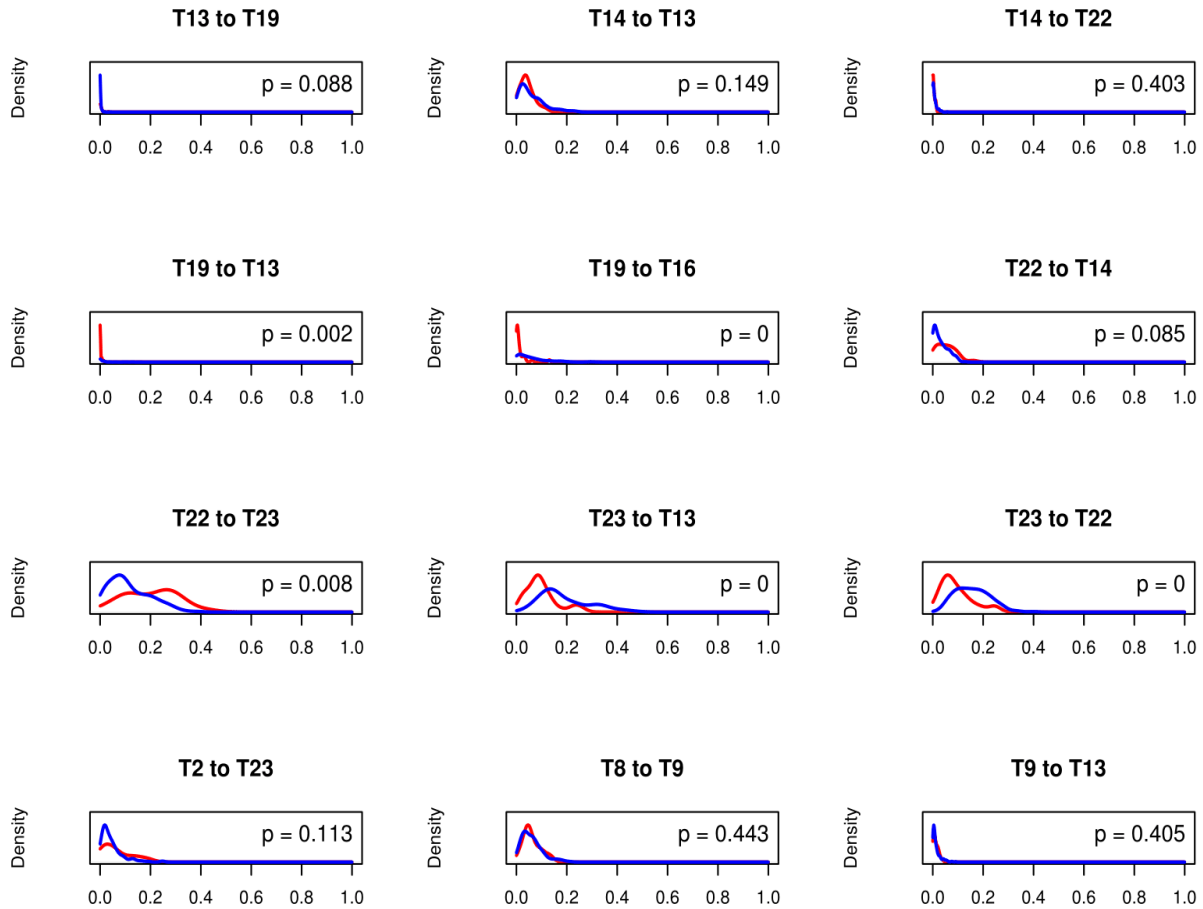 T13 to T19 T14 to T13 T14 to T22
Density p = 0.088 Density p = 0.149 Density p = 0.403
0.0 0.2 0.4 0.6 0.8 1.0 0.0 0.2 0.4 0.6 0.8 1.0 0.0 0.2 0.4 0.6 0.8 1.0
T19 to T13 T19 to T16 T22 to T14
Density p = 0.002 Density p = 0 Density p = 0.085
0.0 0.2 0.4 0.6 0.8 1.0 0.0 0.2 0.4 0.6 0.8 1.0 0.0 0.2 0.4 0.6 0.8 1.0
T22 to T23 T23 to T13 T23 to T22
Density p = 0.008 Density p = 0 Density p = 0
0.0 0.2 0.4 0.6 0.8 1.0 0.0 0.2 0.4 0.6 0.8 1.0 0.0 0.2 0.4 0.6 0.8 1.0
T2 to T23 T8 to T9 T9 to T13
Density p = 0.113 Density p = 0.443 Density p = 0.405
0.0 0.2 0.4 0.6 0.8 1.0 0.0 0.2 0.4 0.6 0.8 1.0 0.0 0.2 0.4 0.6 0.8 1.0